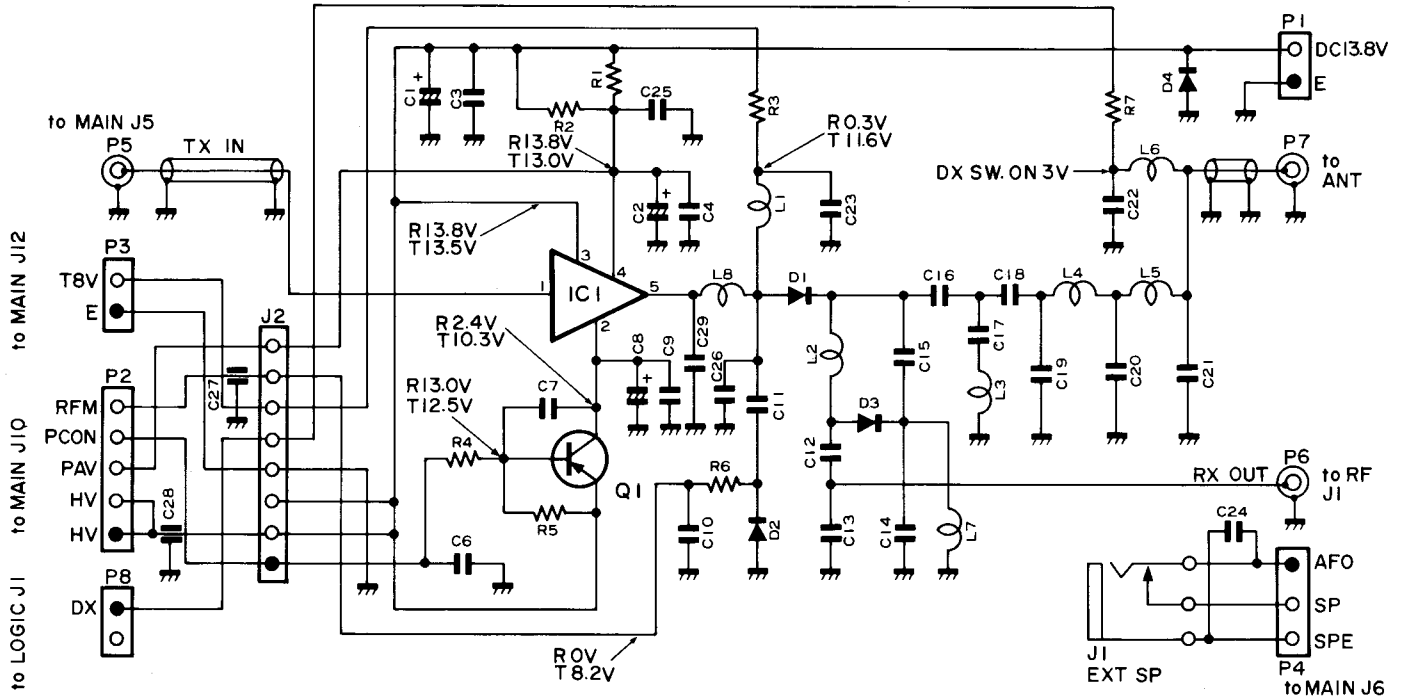 P1
DC13.8V
E
D4
C1
+
C3
R1
R2
C25
R3
R7
to MAIN J5
P5
TX IN
R13.8V
T13.0V
R0.3V
T11.6V
DX SW. ON 3V
L6
P7
to
ANT
C2
+
C4
L1
C23
C22
R13.8V
T13.5V
to MAIN J12
P3
T8V
E
3
4
1
IC1
5
2
L8
D1
C16
C18
L4
L5
J2
R2.4V
T10.3V
C8
+
C9
C29
C26
C11
L2
C15
C17
L3
C19
C20
C21
C27
to MAIN J10
P2
RFM
PCON
PAV
HV
HV
C28
R13.0V
T12.5V
C7
R4
Q1
R5
C6
R6
C10
D2
D3
C12
C13
C14
L7
RX OUT
P6
to RF
J1
C24
to LOGIC J1
P8
DX
R0V
T8.2V
AFO
SP
SPE
J1
EXT SP
P4
to MAIN J6